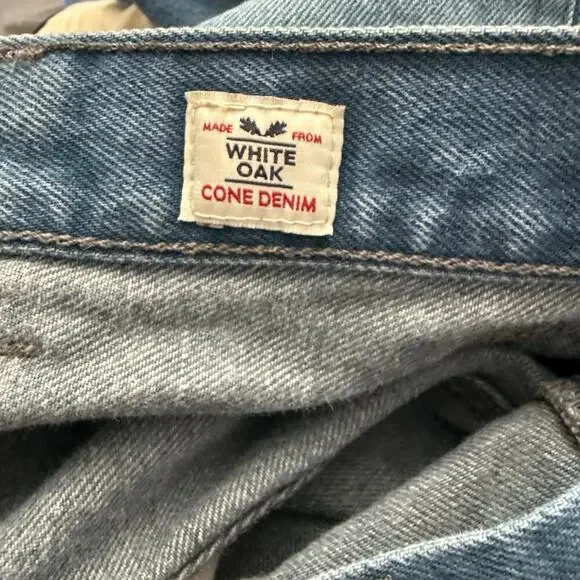 MADE FROM
WHITE
OAK
CONE DENIM